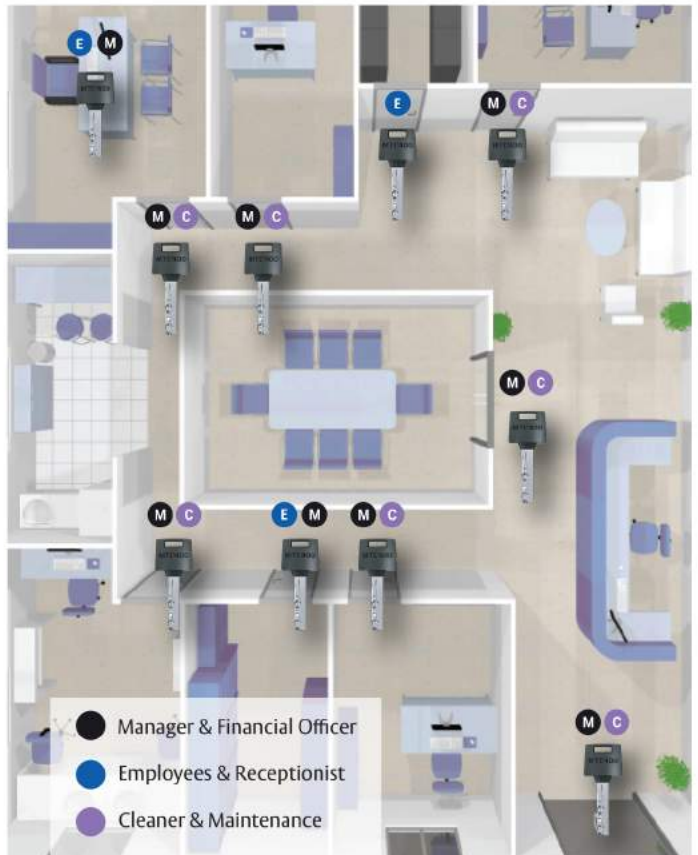 E M
E
M C
M C
M C
M C
M C
E M
M C
M C
Manager & Financial Officer
Employees & Receptionist
Cleaner & Maintenance